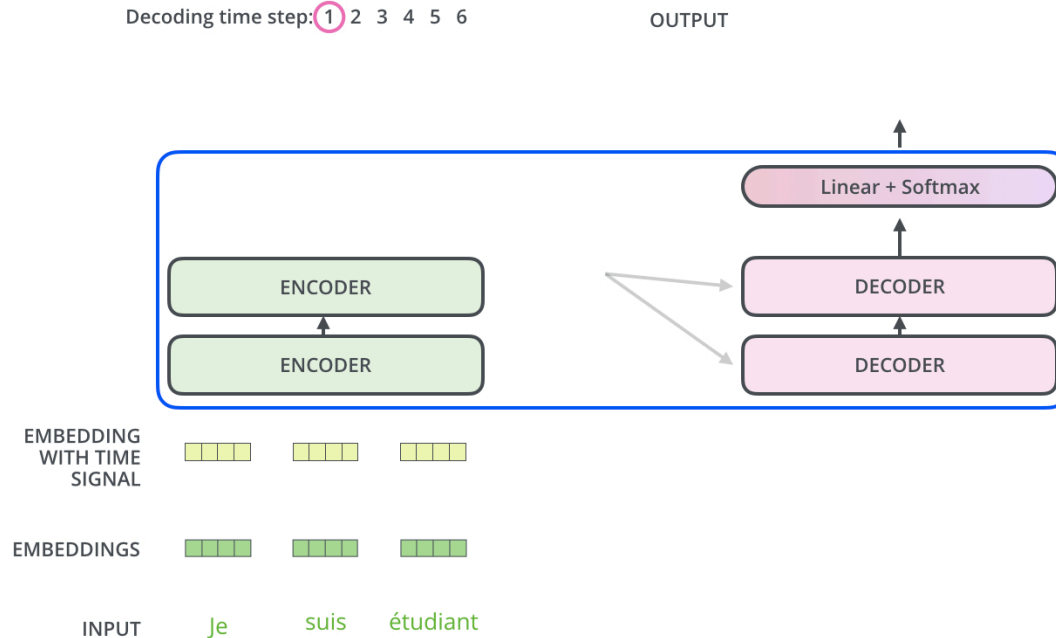 Decoding time step: 1 2 3 4 5 6
OUTPUT
Linear + Softmax
ENCODER
DECODER
ENCODER
DECODER
EMBEDDING
WITH TIME
SIGNAL
EMBEDDINGS
INPUT
Je suis étudiant